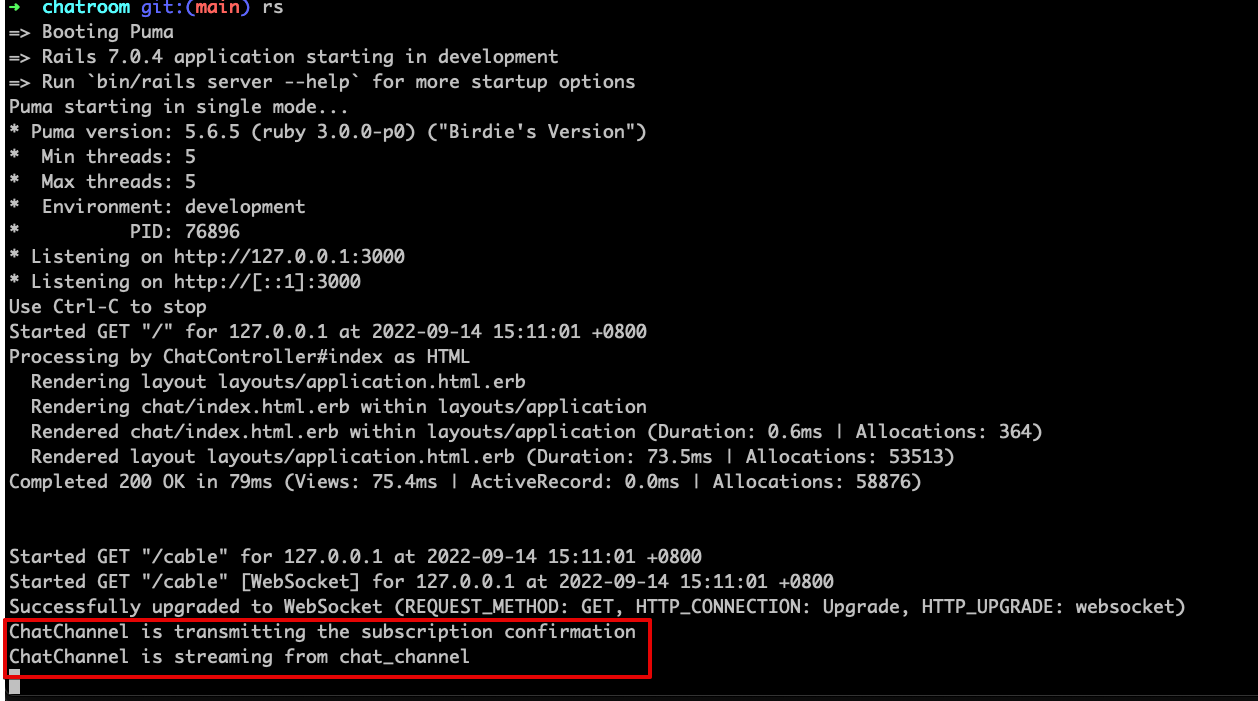 ➜  chatroom git:(main) rs
=> Booting Puma
=> Rails 7.0.4 application starting in development
=> Run `bin/rails server --help` for more startup options
Puma starting in single mode...
* Puma version: 5.6.5 (ruby 3.0.0-p0) ("Birdie's Version")
*  Min threads: 5
*  Max threads: 5
*  Environment: development
*          PID: 76896
* Listening on http://127.0.0.1:3000
* Listening on http://[::1]:3000
Use Ctrl-C to stop
Started GET "/" for 127.0.0.1 at 2022-09-14 15:11:01 +0800
Processing by ChatController#index as HTML
  Rendering layout layouts/application.html.erb
  Rendering chat/index.html.erb within layouts/application
  Rendered chat/index.html.erb within layouts/application (Duration: 0.6ms | Allocations: 364)
  Rendered layout layouts/application.html.erb (Duration: 73.5ms | Allocations: 53513)
Completed 200 OK in 79ms (Views: 75.4ms | ActiveRecord: 0.0ms | Allocations: 58876)
Started GET "/cable" for 127.0.0.1 at 2022-09-14 15:11:01 +0800
Started GET "/cable" [WebSocket] for 127.0.0.1 at 2022-09-14 15:11:01 +0800
Successfully upgraded to WebSocket (REQUEST_METHOD: GET, HTTP_CONNECTION: Upgrade, HTTP_UPGRADE: websocket)
ChatChannel is transmitting the subscription confirmation
ChatChannel is streaming from chat_channel